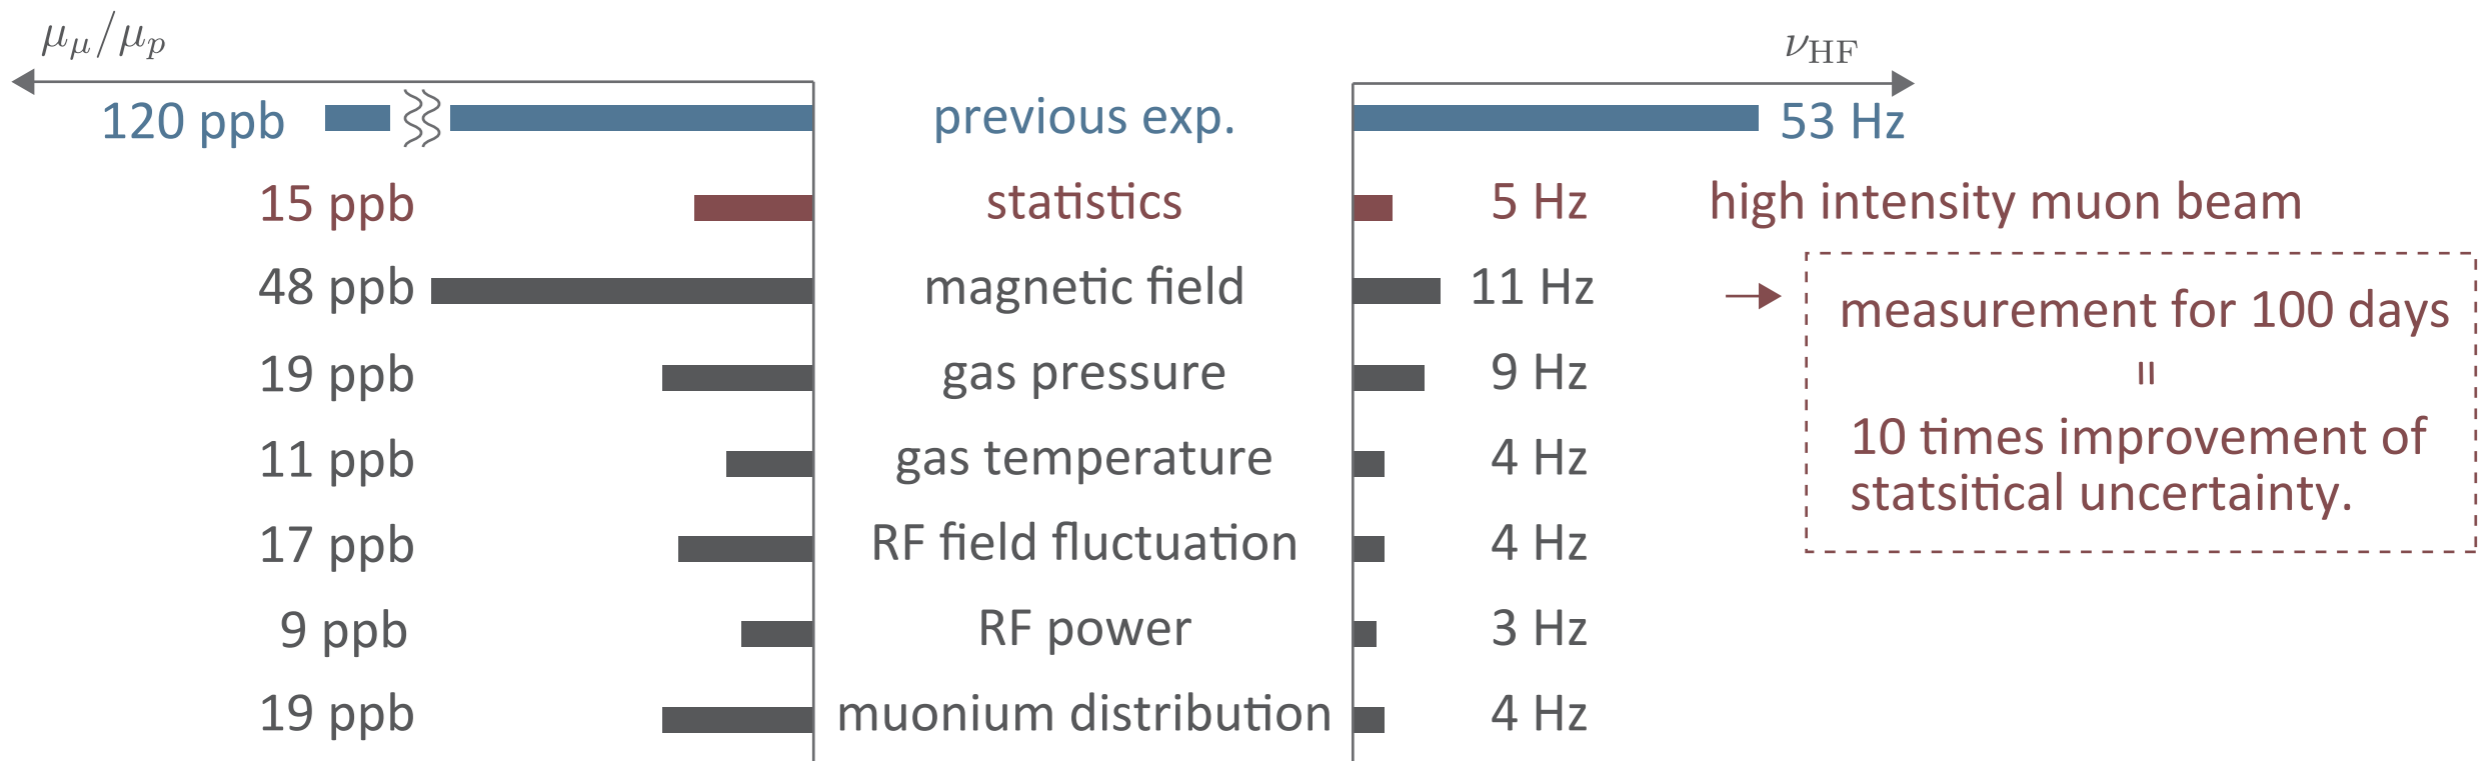 μ_μ/μ_p
ν_HF
120 ppb previous exp. 53 Hz
15 ppb statistics 5 Hz high intensity muon beam
48 ppb magnetic field 11 Hz
19 ppb gas pressure 9 Hz
11 ppb gas temperature 4 Hz
17 ppb RF field fluctuation 4 Hz
9 ppb RF power 3 Hz
19 ppb muonium distribution 4 Hz
→ measurement for 100 days
=
10 times improvement of
statsitical uncertainty.